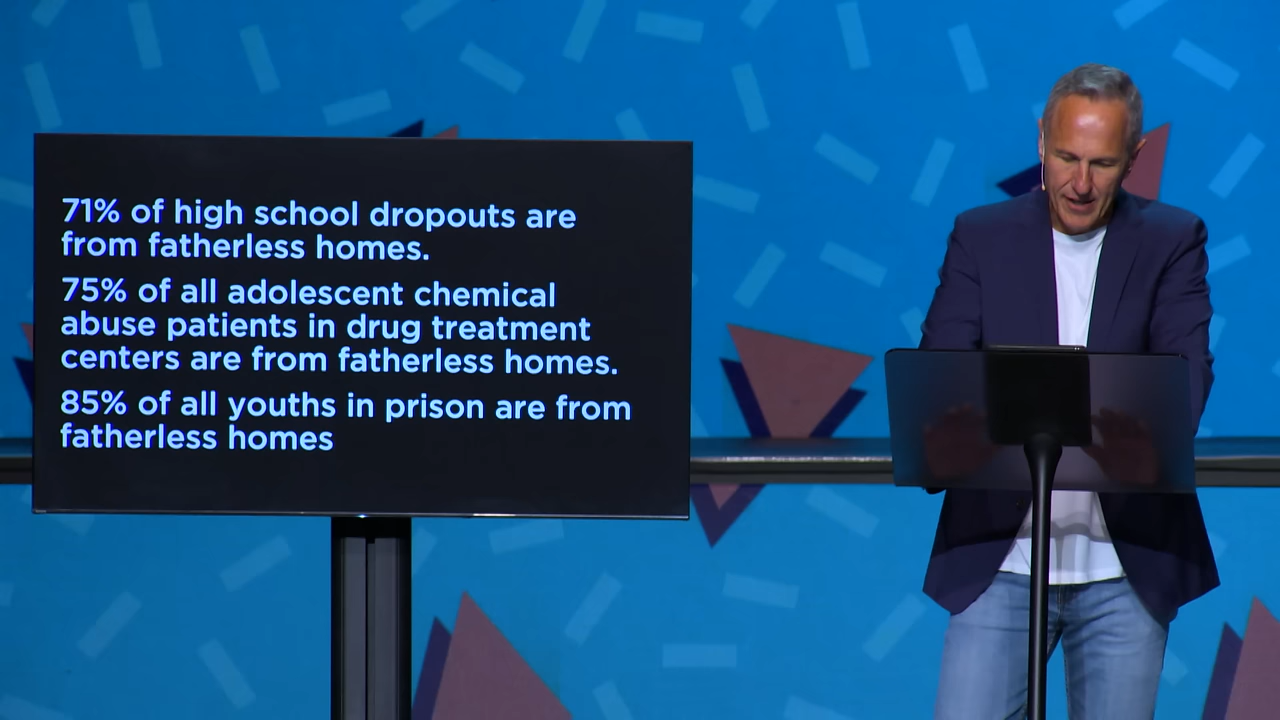 71% of high school dropouts are
from fatherless homes.
75% of all adolescent chemical
abuse patients in drug treatment
centers are from fatherless homes.
85% of all youths in prison are from
fatherless homes